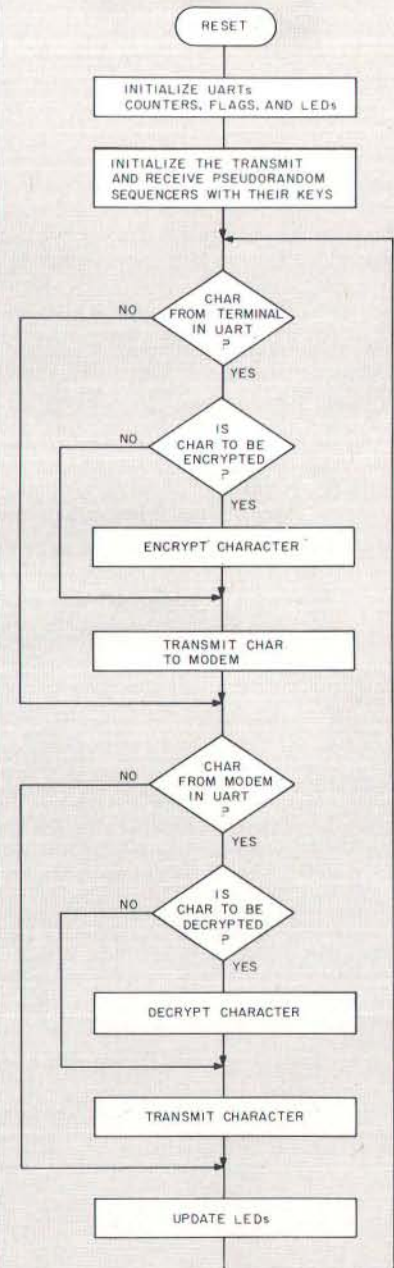 RESET
INITIALIZE UARTs
COUNTERS, FLAGS, AND LEDs
INITIALIZE THE TRANSMIT
AND RECEIVE PSEUDORANDOM
SEQUENCERS WITH THEIR KEYS
CHAR
FROM TERMINAL
IN UART
?
NO
YES
IS
CHAR TO BE
ENCRYPTED
?
NO
YES
ENCRYPT CHARACTER
TRANSMIT CHAR
TO MODEM
CHAR
FROM MODEM
IN UART
?
NO
YES
IS
CHAR TO BE
DECRYPTED
?
NO
YES
DECRYPT CHARACTER
TRANSMIT CHARACTER
UPDATE LEDs